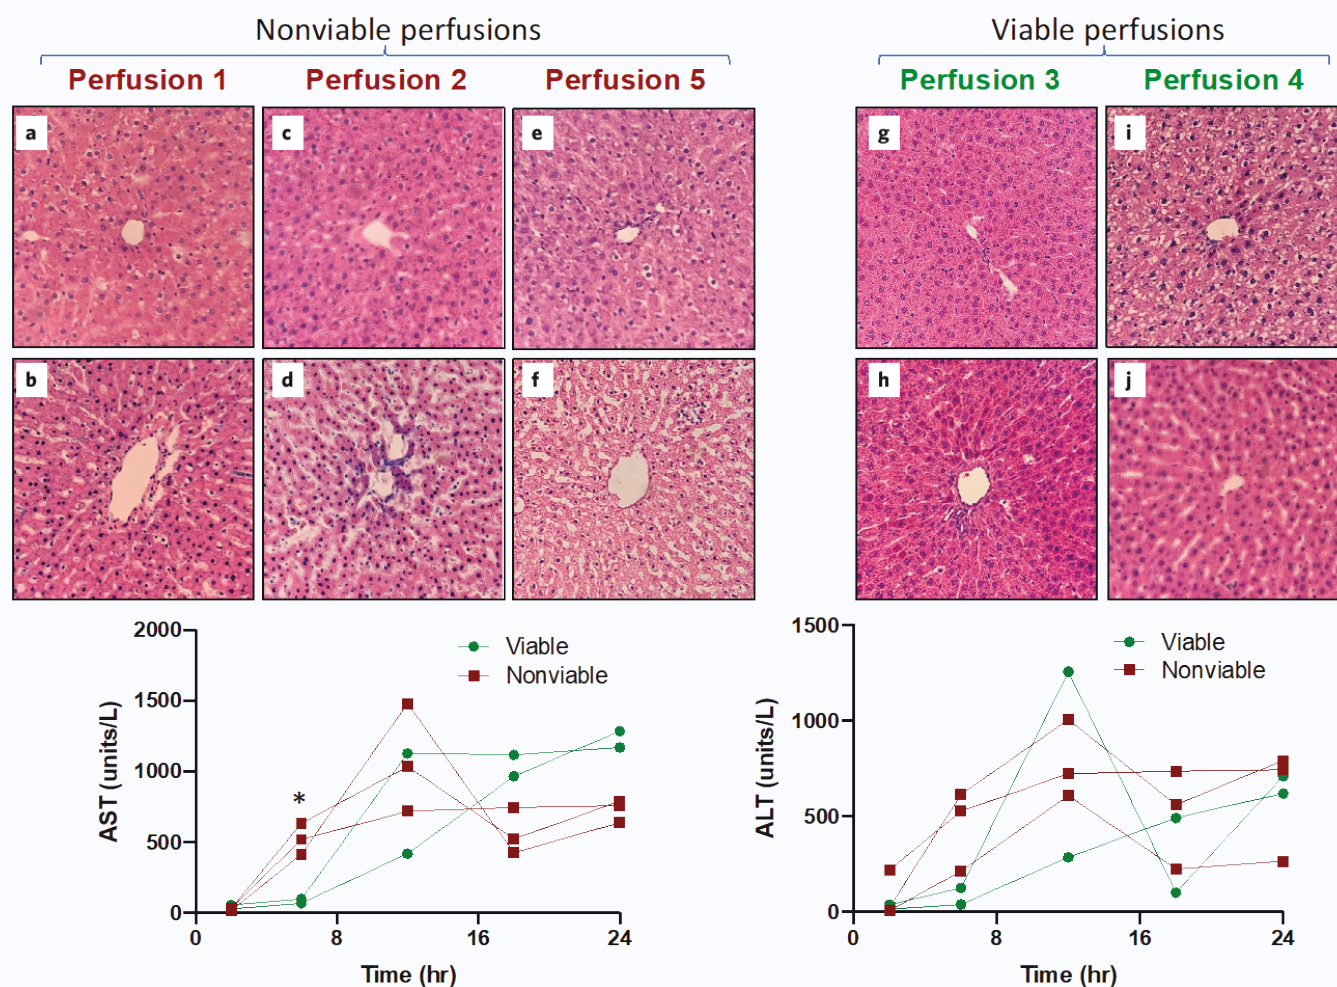 Nonviable perfusions
Viable perfusions
Perfusion 1
Perfusion 2
Perfusion 5
Perfusion 3
Perfusion 4
a
c
e
g
i
b
d
f
h
j
2000
1500
1000
500
0
0
8
16
24
AST (units/L)
Time (hr)
*
Viable
Nonviable
1500
1000
500
0
0
8
16
24
ALT (units/L)
Time (hr)
Viable
Nonviable